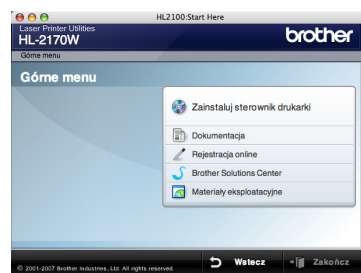 HL2100:Start Here
Laser Printer Utilities
HL-2170W
brother
Górne menu
Górne menu
Zainstaluj sterownik drukarki
Dokumentacja
Rejestracja online
Brother Solutions Center
Materiały eksploatacyjne
© 2001-2007 Brother Industries, Ltd. All rights reserved.
Wstecz
Zakończ